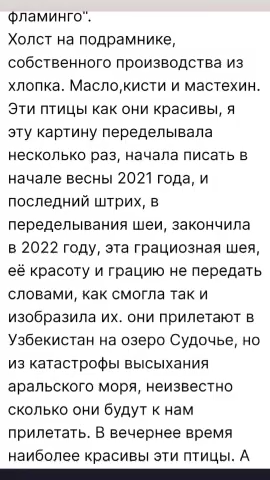 фламинго".
Холст на подрамнике,
собственного производства из
хлопка. Масло,кисти и мастехин.
Эти птицы как они красивы, я
эту картину переделывала
несколько раз, начала писать в
начале весны 2021 года, и
последний штрих, в
переделывания шеи, закончила
в 2022 году, эта грациозная шея,
её красоту и грацию не передать
словами, как смогла так и
изобразила их. они прилетают в
Узбекистан на озеро Судочье, но
из катастрофы высыхания
аральского моря, неизвестно
сколько они будут к нам
прилетать. В вечернее время
наиболее красивы эти птицы. А